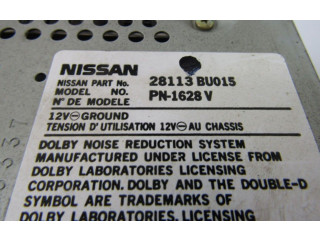 NISSAN
NISSAN PART No. 28113 BU015
MODEL NO. PN-1628 V
N° DE MODELE
12V⊖GROUND
TENSION D'UTILISATION 12V⊖AU CHASSIS
DOLBY NOISE REDUCTION SYSTEM
MANUFACTURED UNDER LICENSE FROM
DOLBY LABORATORIES LICENSING
CORPORATION. DOLBY AND THE DOUBLE-D
SYMBOL ARE TRADEMARKS OF
DOLBY LABORATORIES, LICENSING